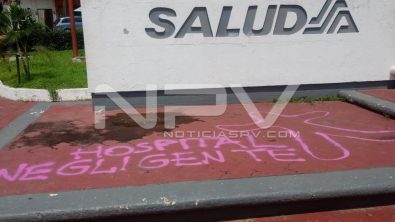 SALUD
NPV
NOTICIASPV.COM
HOSPITAL
NEGLIGENTE